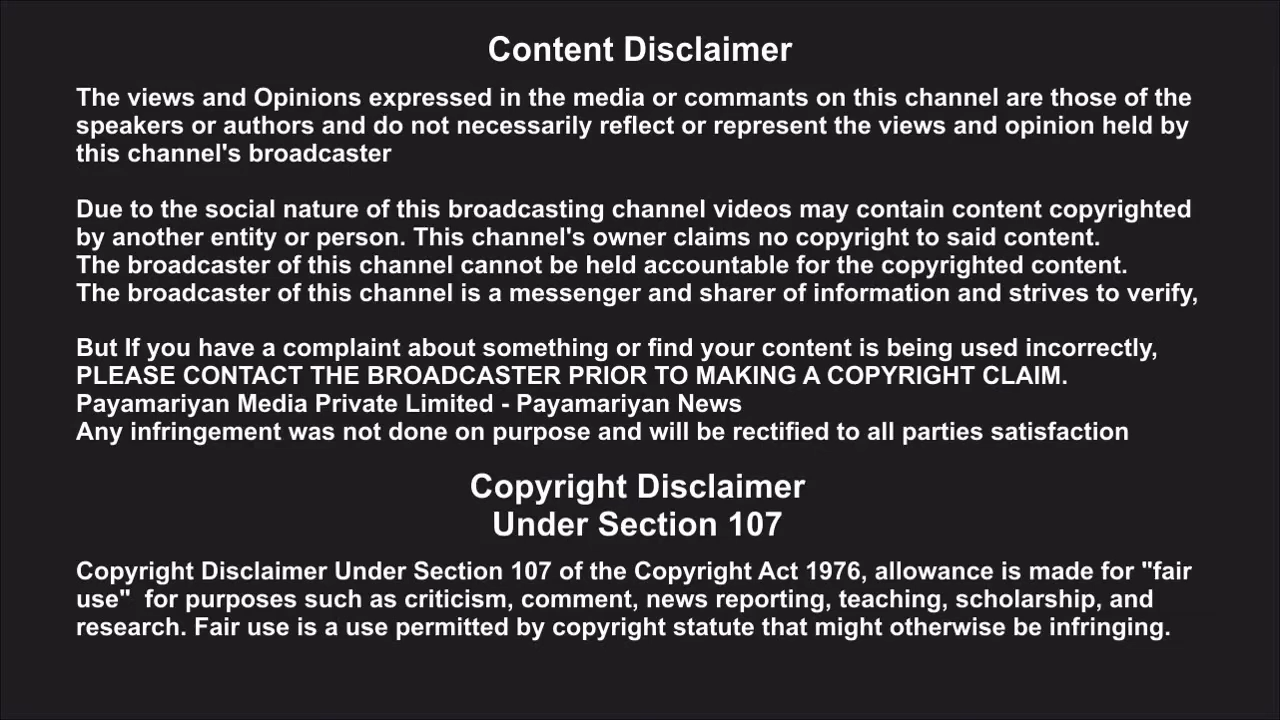 Content Disclaimer
The views and Opinions expressed in the media or commants on this channel are those of the
speakers or authors and do not necessarily reflect or represent the views and opinion held by
this channel's broadcaster
Due to the social nature of this broadcasting channel videos may contain content copyrighted
by another entity or person. This channel's owner claims no copyright to said content.
The broadcaster of this channel cannot be held accountable for the copyrighted content.
The broadcaster of this channel is a messenger and sharer of information and strives to verify,
But If you have a complaint about something or find your content is being used incorrectly,
PLEASE CONTACT THE BROADCASTER PRIOR TO MAKING A COPYRIGHT CLAIM.
Payamariyan Media Private Limited - Payamariyan News
Any infringement was not done on purpose and will be rectified to all parties satisfaction
Copyright Disclaimer
Under Section 107
Copyright Disclaimer Under Section 107 of the Copyright Act 1976, allowance is made for "fair
use"  for purposes such as criticism, comment, news reporting, teaching, scholarship, and
research. Fair use is a use permitted by copyright statute that might otherwise be infringing.